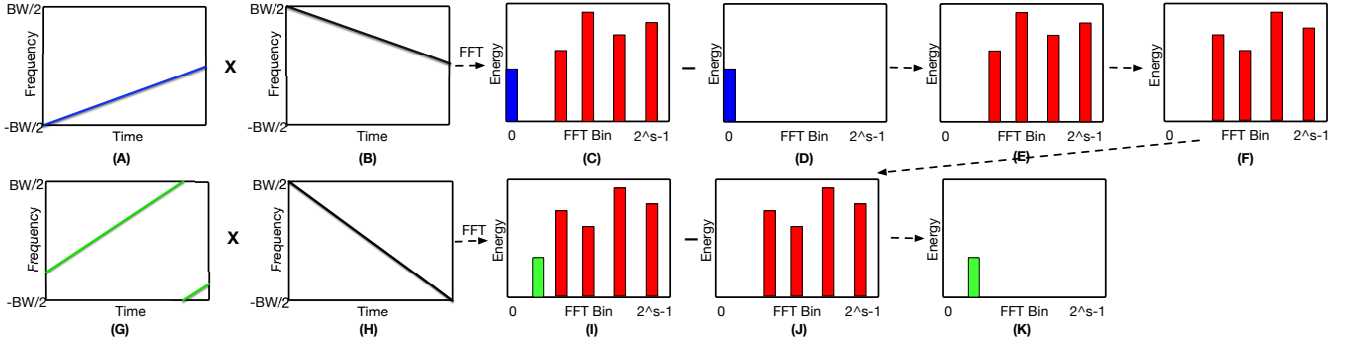 BW/2
Frequency
-BW/2
Time
(A)
X
BW/2
Frequency
-BW/2
Time
(B)
FFT
Energy
0 FFT Bin 2^s-1
(C)
Energy
0 FFT Bin 2^s-1
(D)
Energy
0 FFT Bin 2^s-1
(E)
Energy
0 FFT Bin 2^s-1
(F)
BW/2
Frequency
-BW/2
Time
(G)
X
BW/2
Frequency
-BW/2
Time
(H)
FFT
Energy
0 FFT Bin 2^s-1
(I)
Energy
0 FFT Bin 2^s-1
(J)
Energy
0 FFT Bin 2^s-1
(K)